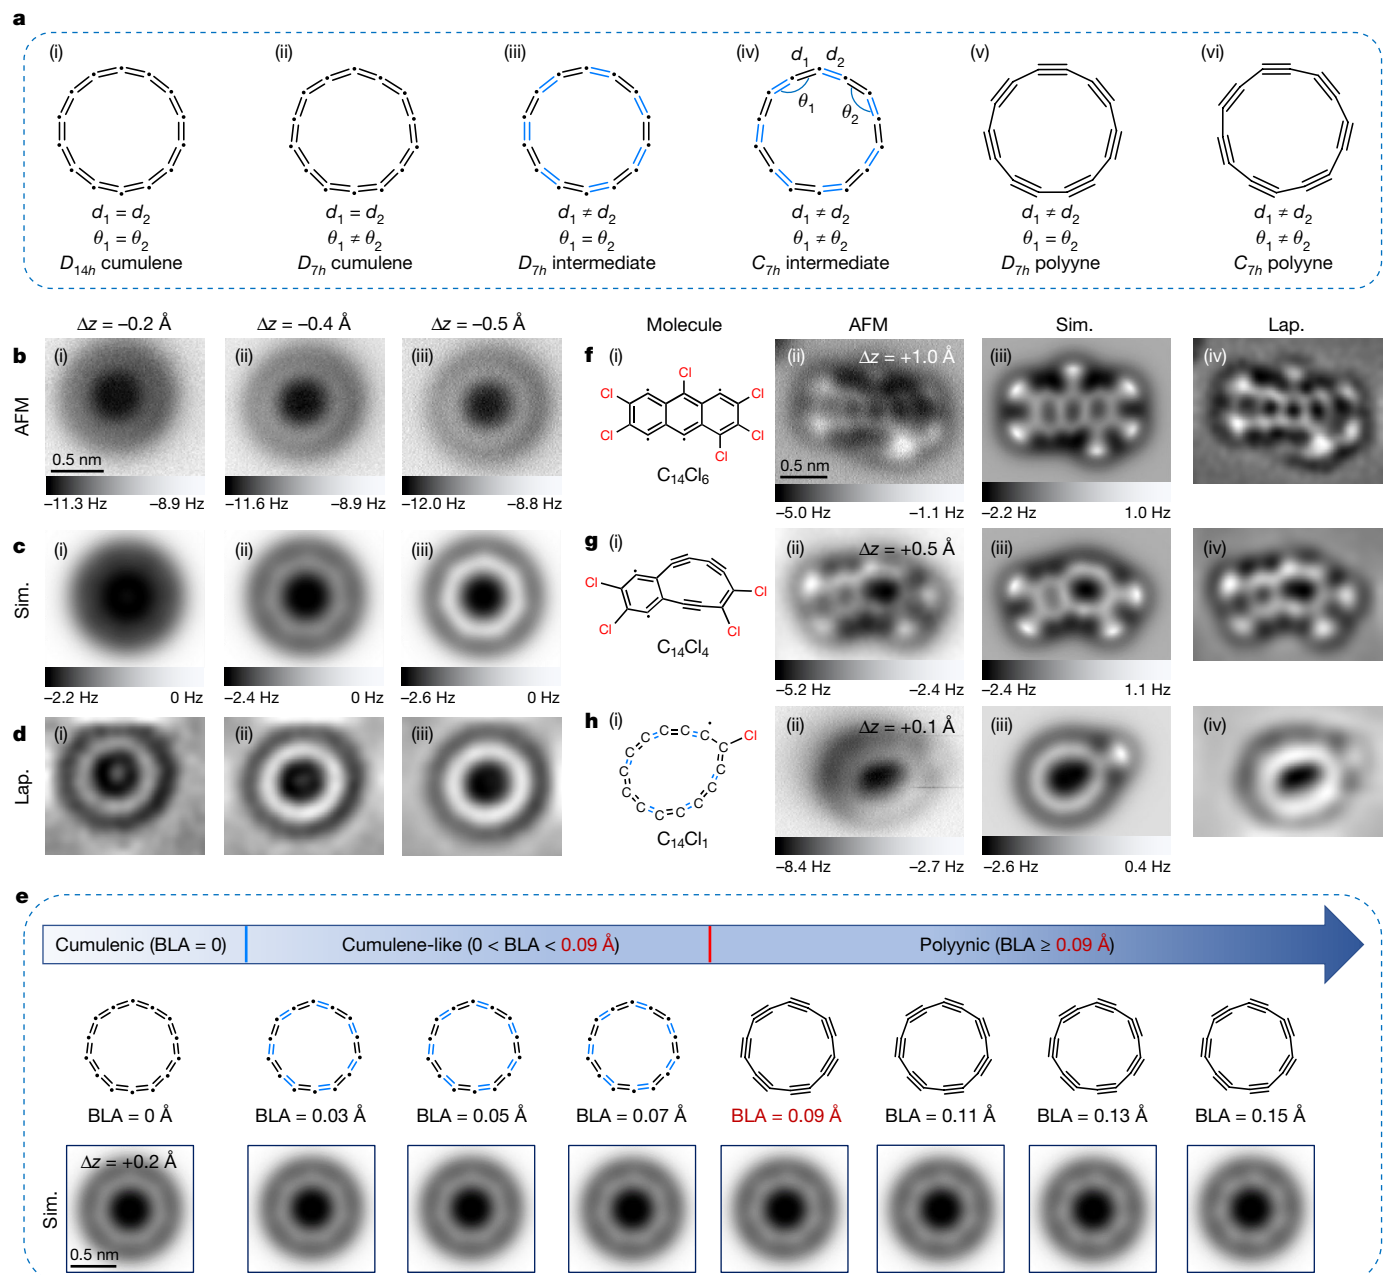 a
(i) (ii) (iii) (iv) (v) (vi)
d1 d2
θ1 θ2
d1 = d2 d1 = d2 d1 ≠ d2 d1 ≠ d2 d1 ≠ d2 d1 ≠ d2
θ1 = θ2 θ1 ≠ θ2 θ1 = θ2 θ1 ≠ θ2 θ1 = θ2 θ1 ≠ θ2
D14h cumulene D7h cumulene D7h intermediate C7h intermediate D7h polyyne C7h polyyne
Δz = −0.2 Å Δz = −0.4 Å Δz = −0.5 Å
b (i) (ii) (iii)
AFM
0.5 nm
−11.3 Hz −8.9 Hz −11.6 Hz −8.9 Hz −12.0 Hz −8.8 Hz
c (i) (ii) (iii)
Sim.
−2.2 Hz 0 Hz −2.4 Hz 0 Hz −2.6 Hz 0 Hz
d (i) (ii) (iii)
Lap.
Molecule AFM Sim. Lap.
f (i) (ii) Δz = +1.0 Å (iii) (iv)
Cl
Cl Cl
Cl Cl
Cl
C14Cl6
0.5 nm
−5.0 Hz −1.1 Hz −2.2 Hz 1.0 Hz
g (i) (ii) Δz = +0.5 Å (iii) (iv)
Cl Cl
Cl Cl
C14Cl4
−5.2 Hz −2.4 Hz −2.4 Hz 1.1 Hz
h (i) (ii) Δz = +0.1 Å (iii) (iv)
C C C C C C C C C C C C C C
Cl
C14Cl1
−8.4 Hz −2.7 Hz −2.6 Hz 0.4 Hz
e
Cumulenic (BLA = 0) Cumulene-like (0 < BLA < 0.09 Å) Polyynic (BLA ≥ 0.09 Å)
BLA = 0 Å BLA = 0.03 Å BLA = 0.05 Å BLA = 0.07 Å BLA = 0.09 Å BLA = 0.11 Å BLA = 0.13 Å BLA = 0.15 Å
Δz = +0.2 Å
Sim.
0.5 nm